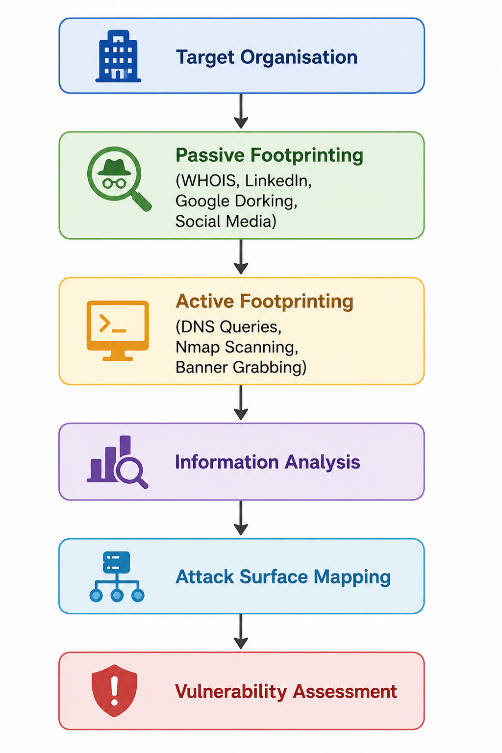 Target Organisation
Passive Footprinting
(WHOIS, LinkedIn,
Google Dorking,
Social Media)
>_
Active Footprinting
(DNS Queries,
Nmap Scanning,
Banner Grabbing)
Information Analysis
Attack Surface Mapping
!
Vulnerability Assessment